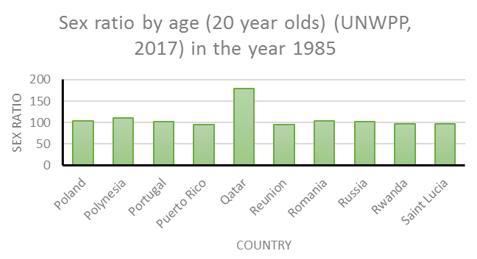 Sex ratio by age (20 year olds) (UNWPP,
2017) in the year 1985
SEX RATIO
200
150
100
50
0
Poland
Polynesia
Portugal
Puerto Rico
Qatar
Reunion
Romania
Russia
Rwanda
Saint Lucia
COUNTRY